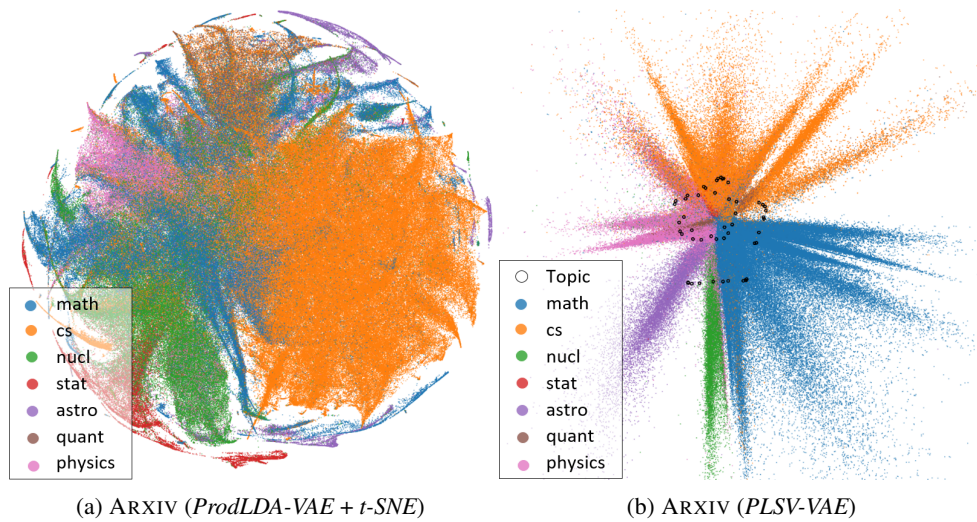 math
cs
nucl
stat
astro
quant
physics
Topic
math
cs
nucl
stat
astro
quant
physics
(a) ARXIV (ProdLDA-VAE + t-SNE)
(b) ARXIV (PLSV-VAE)